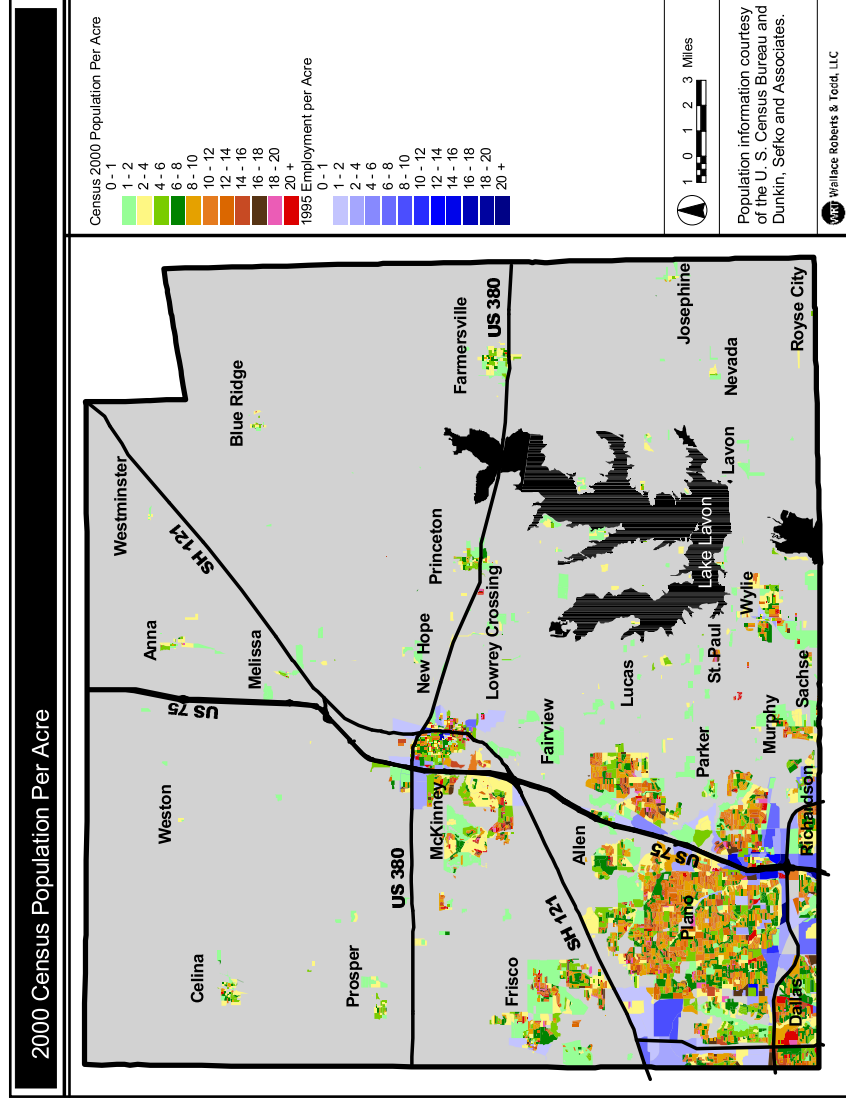 2000 Census Population Per Acre
Westminster
SH 121
Blue Ridge
Anna
Melissa
US 75
Weston
Celina
Prosper
US 380
McKinney
New Hope
Princeton
Farmersville
US 380
Lowrey Crossing
Frisco
SH 121
Allen
Fairview
Lucas
Lake Lavon
Lavon
Nevada
Josephine
Royse City
St. Paul
Wylie
Parker
Murphy
Sachse
US 75
Plano
Richardson
Dallas
Census 2000 Population Per Acre
0 - 1
1 - 2
2 - 4
4 - 6
6 - 8
8 - 10
10 - 12
12 - 14
14 - 16
16 - 18
18 - 20
20 +
1995 Employment per Acre
0 - 1
1 - 2
2 - 4
4 - 6
6 - 8
8 - 10
10 - 12
12 - 14
14 - 16
16 - 18
18 - 20
20 +
1 0 1 2 3 Miles
Population information courtesy
of the U. S. Census Bureau and
Dunkin, Sefko and Associates.
WRT Wallace Roberts & Todd, LLC